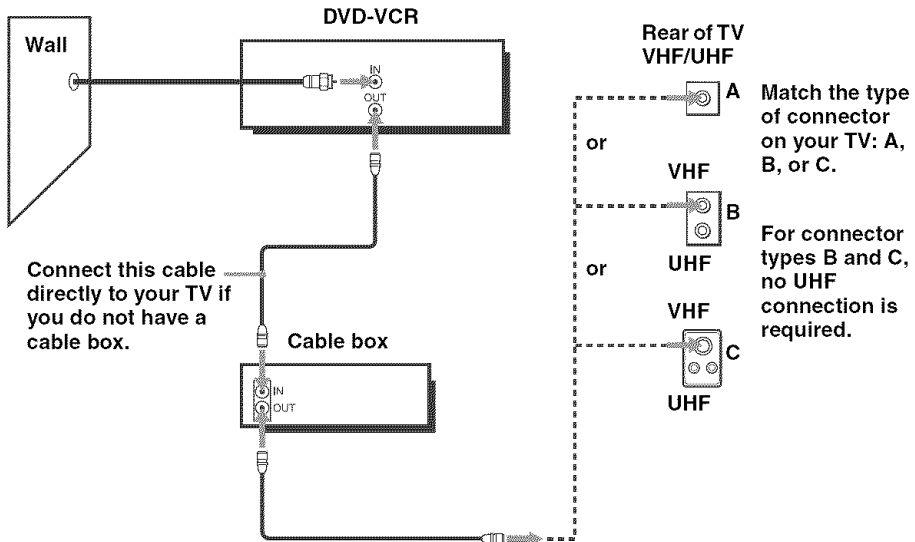 DVD-VCR
Wall
IN
OUT
Connect this cable
directly to your TV if
you do not have a
cable box.
Cable box
IN
OUT
Rear of TV
VHF/UHF
A
or
VHF
B
UHF
or
VHF
C
UHF
Match the type
of connector
on your TV: A,
B, or C.
For connector
types B and C,
no UHF
connection is
required.